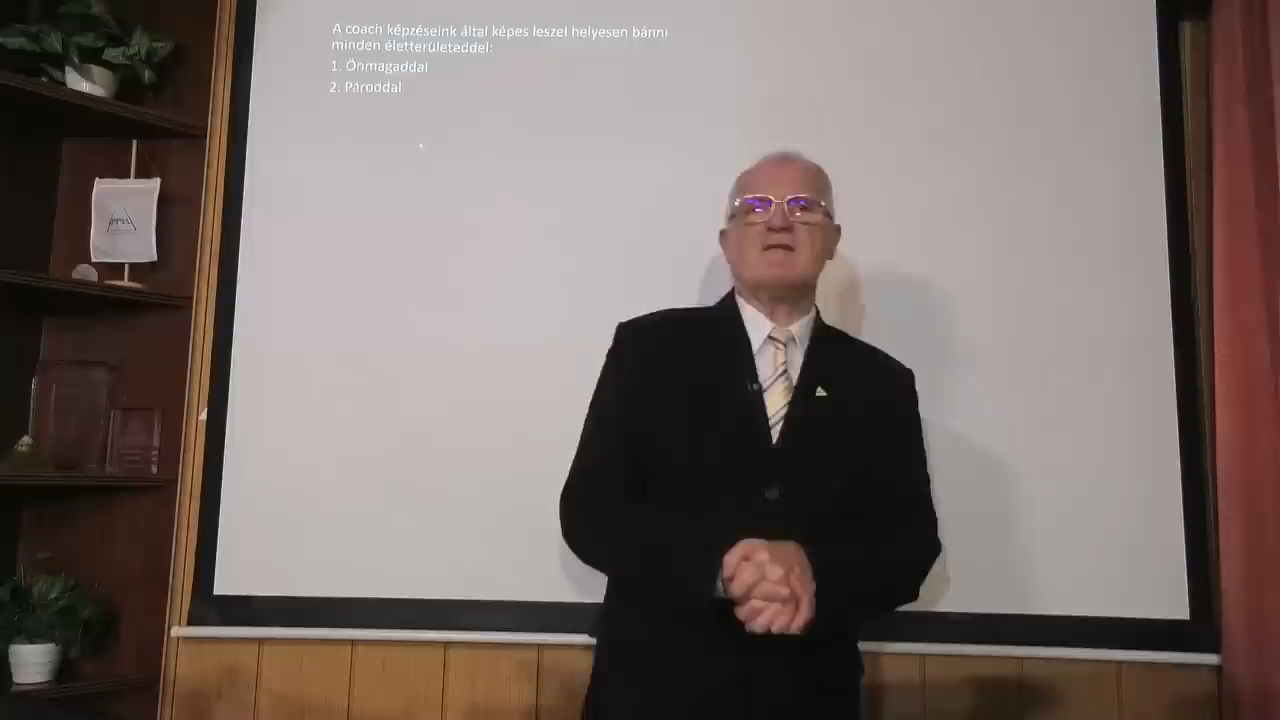 A coach képzéseink által képes leszel helyesen bánni
minden életterületeddel:
1. Önmagaddal
2. Pároddal